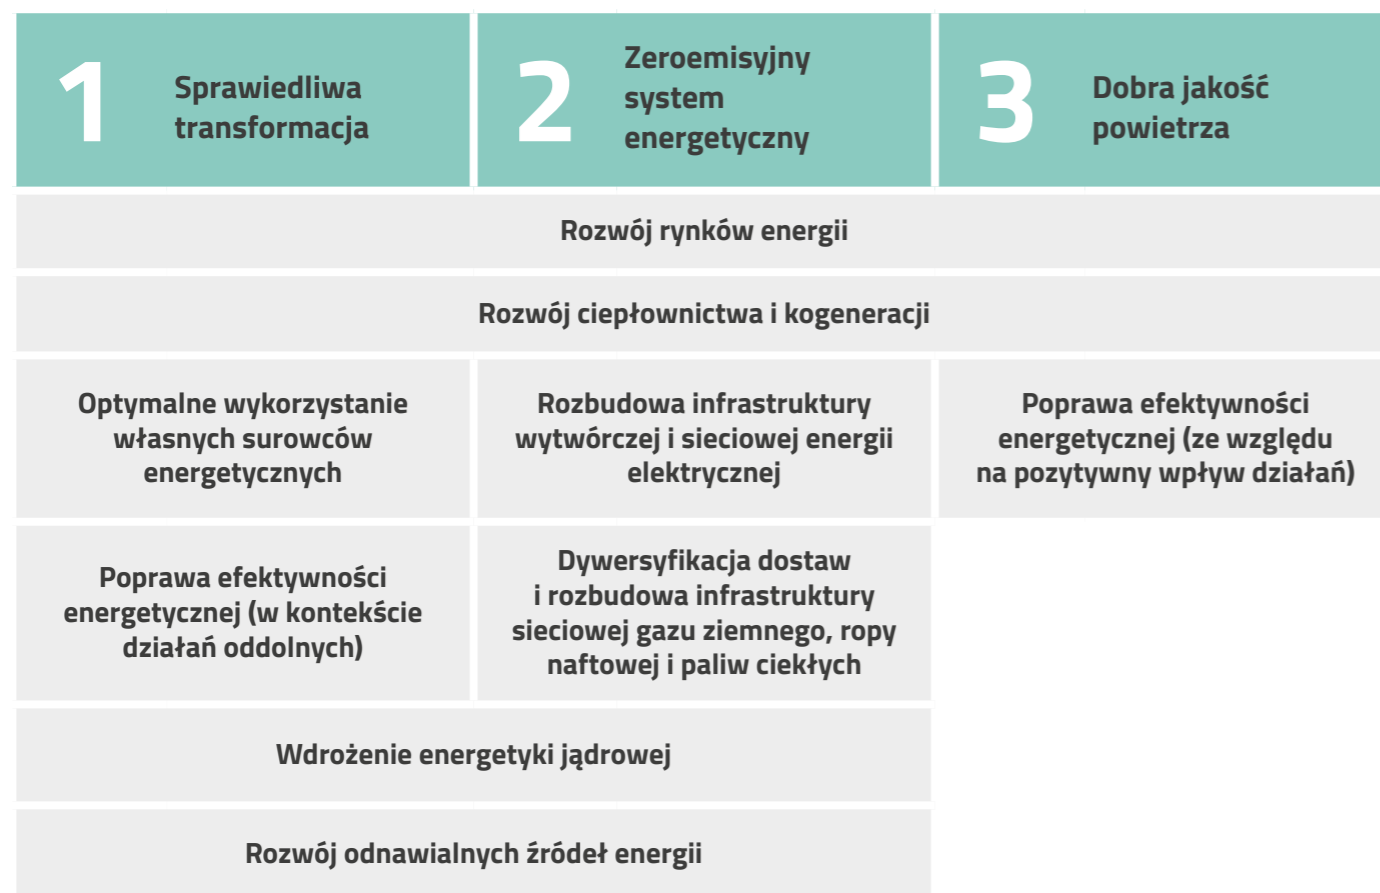 1
Sprawiedliwa
transformacja
2
Zeroemisyjny
system
energetyczny
3
Dobra jakość
powietrza
Rozwój rynków energii
Rozwój ciepłownictwa i kogeneracji
Optymalne wykorzystanie
własnych surowców
energetycznych
Rozbudowa infrastruktury
wytwórczej i sieciowej energii
elektrycznej
Poprawa efektywności
energetycznej (ze względu
na pozytywny wpływ działań)
Poprawa efektywności
energetycznej (w kontekście
działań oddolnych)
Dywersyfikacja dostaw
i rozbudowa infrastruktury
sieciowej gazu ziemnego, ropy
naftowej i paliw ciekłych
Wdrożenie energetyki jądrowej
Rozwój odnawialnych źródeł energii